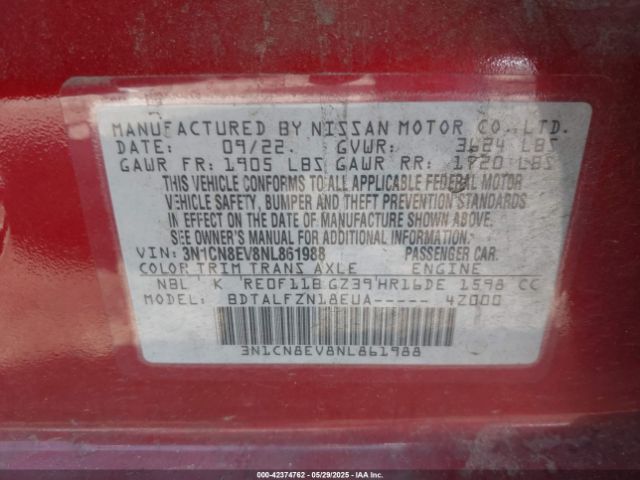 MANUFACTURED BY NISSAN MOTOR CO., LTD.
DATE: 09/22. GVWR: 3624 LBS
GAWR FR: 1905 LBS GAWR RR: 1720 LBS
THIS VEHICLE CONFORMS TO ALL APPLICABLE FEDERAL MOTOR
VEHICLE SAFETY, BUMPER AND THEFT PREVENTION STANDARDS
IN EFFECT ON THE DATE OF MANUFACTURE SHOWN ABOVE.
SEE OWNER'S MANUAL FOR ADDITIONAL INFORMATION.
VIN: 3N1CN8EV8NL861988 PASSENGER CAR.
COLOR TRIM TRANS AXLE ENGINE
NBL K RE0F11B GZ39 HR16DE 1598 CC
MODEL: BDTALFZN18EUA----- 4Z000
3N1CN8EV8NL861988
000-42374762 - 05/29/2025 - IAAI.COM